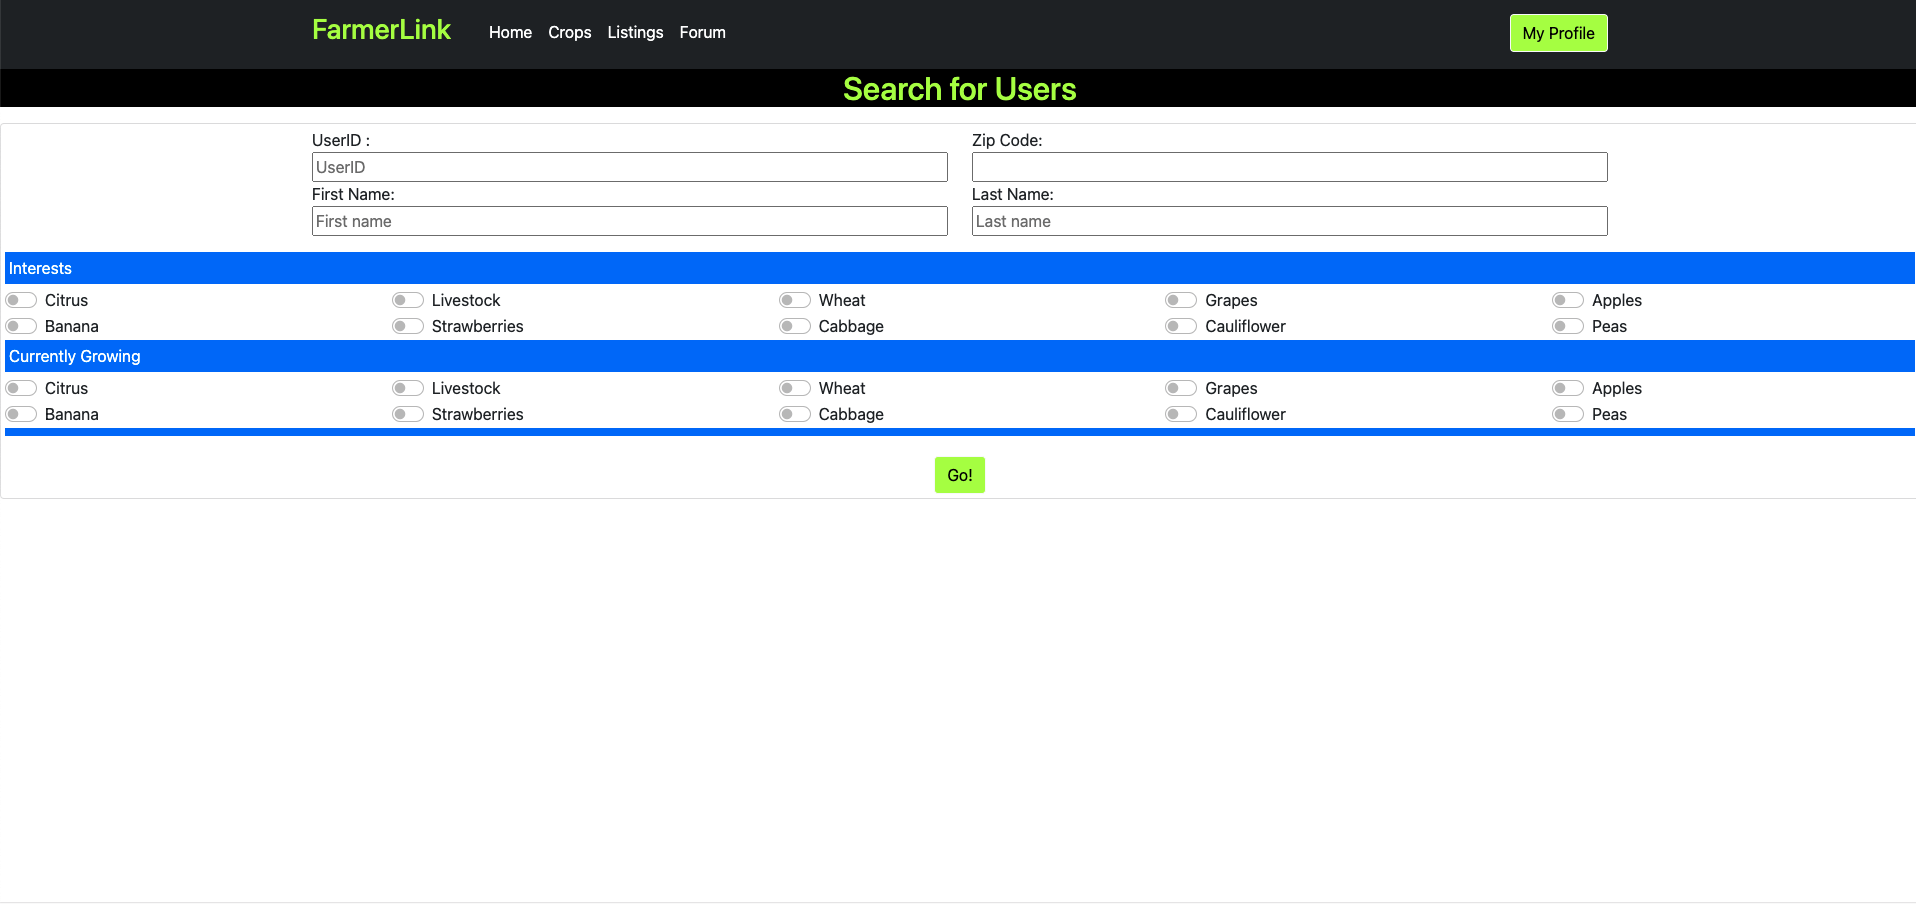 FarmerLink Home Crops Listings Forum My Profile
Search for Users
UserID : Zip Code:
UserID
First Name: Last Name:
First name Last name
Interests
Citrus Livestock Wheat Grapes Apples
Banana Strawberries Cabbage Cauliflower Peas
Currently Growing
Citrus Livestock Wheat Grapes Apples
Banana Strawberries Cabbage Cauliflower Peas
Go!